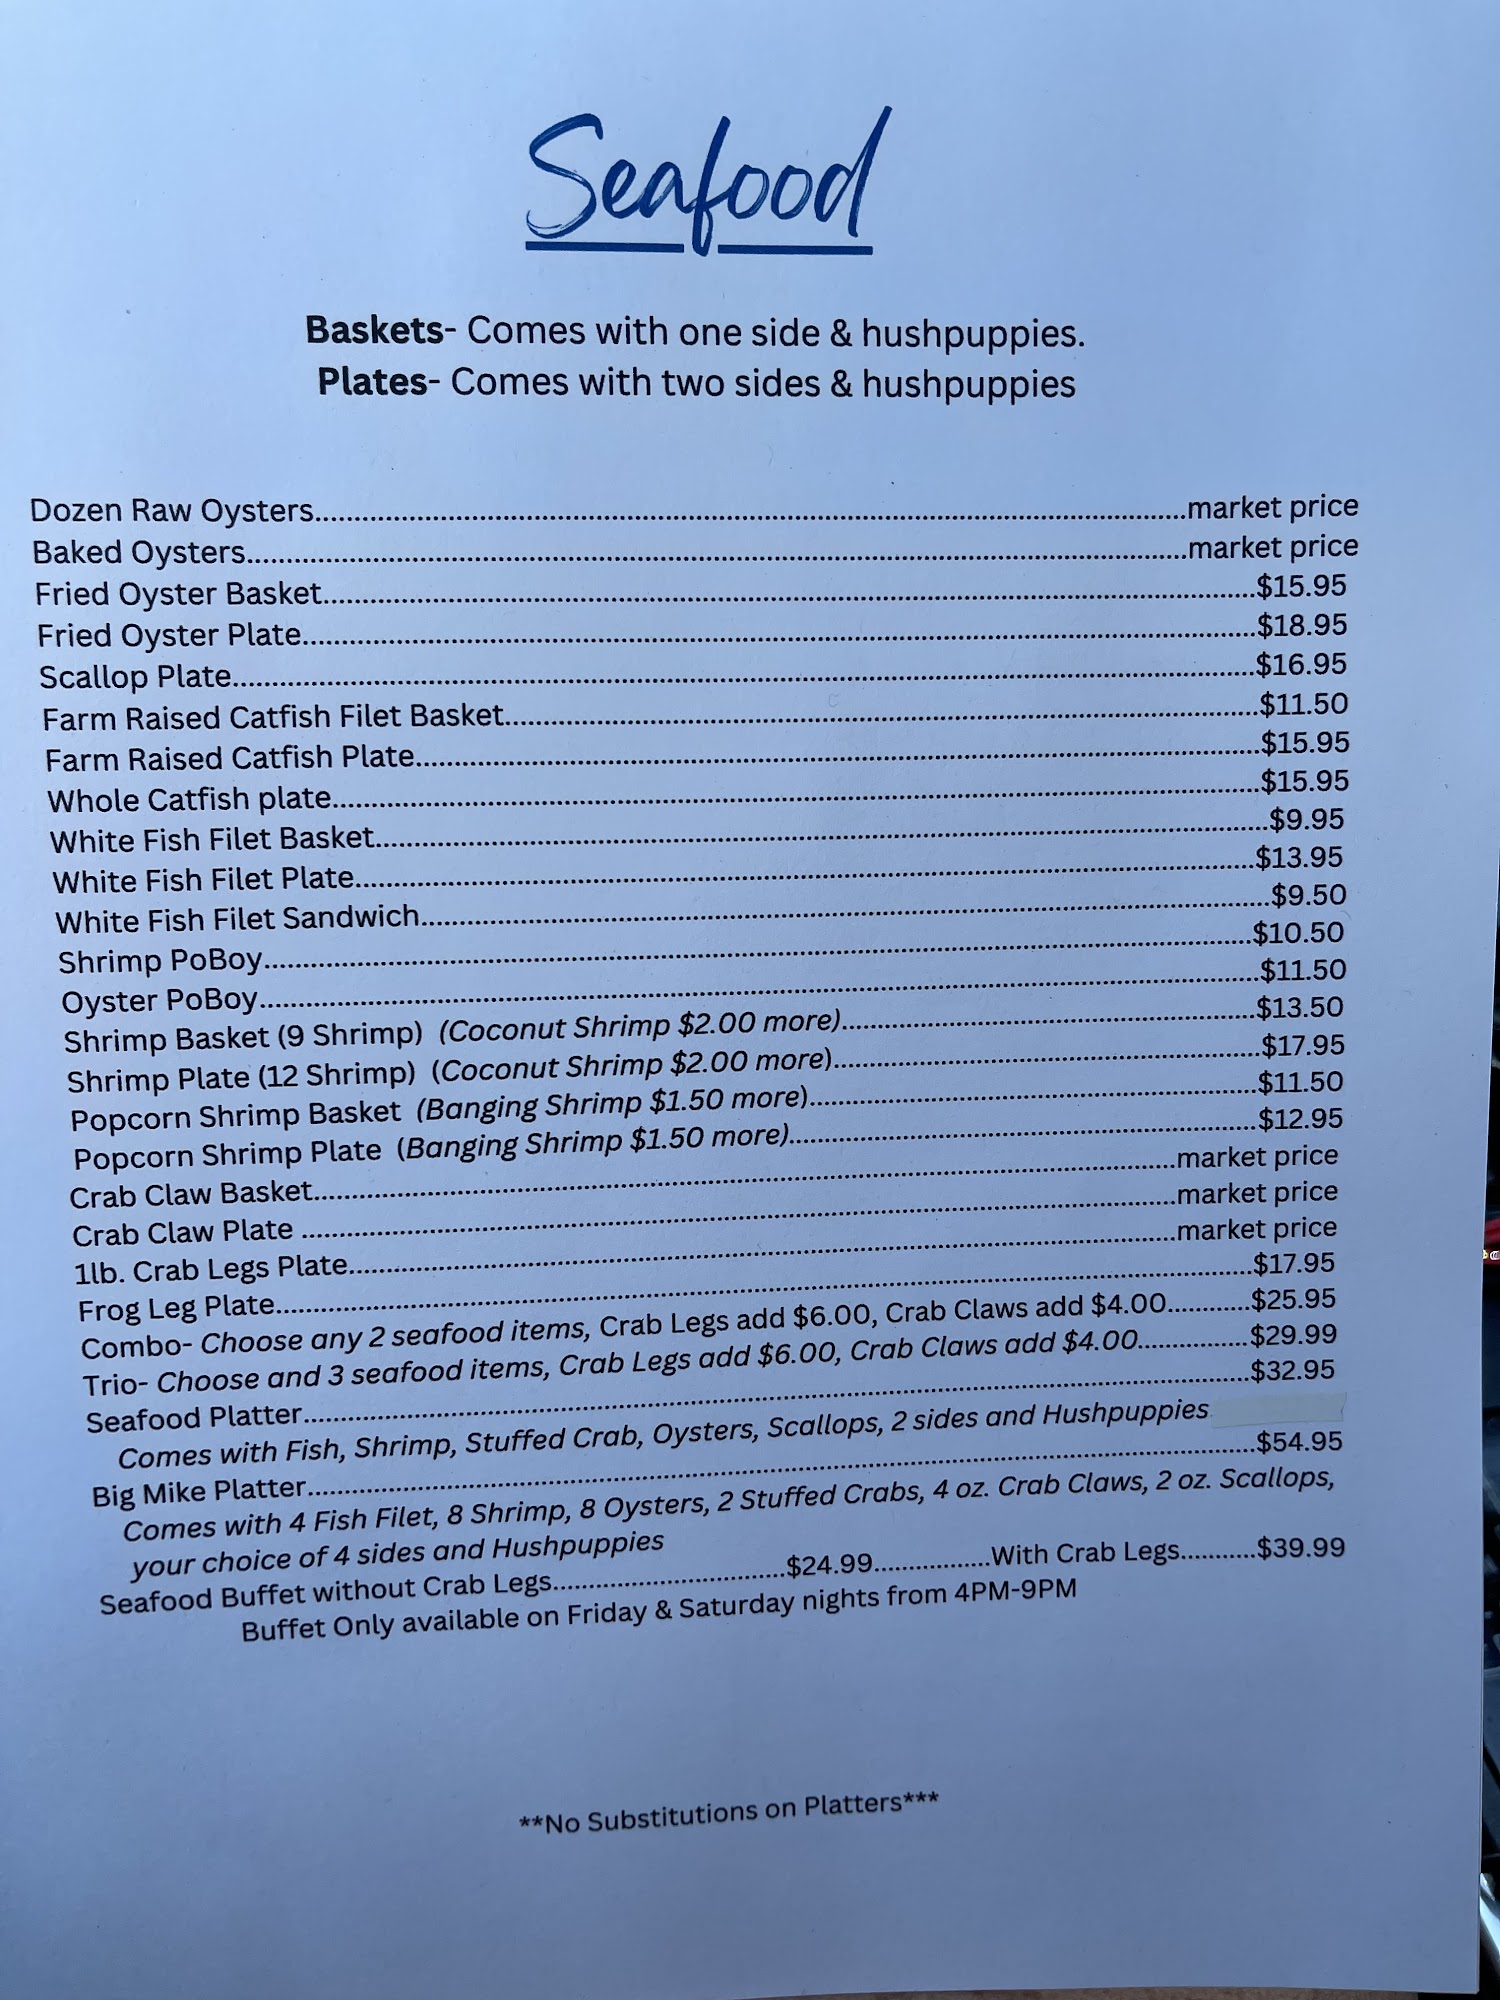 Seafood
Baskets- Comes with one side & hushpuppies.
Plates- Comes with two sides & hushpuppies
Dozen Raw Oysters....................market price
Baked Oysters....................market price
Fried Oyster Basket....................$15.95
Fried Oyster Plate....................$18.95
Scallop Plate....................$16.95
Farm Raised Catfish Filet Basket....................$11.50
Farm Raised Catfish Plate....................$15.95
Whole Catfish plate....................$15.95
White Fish Filet Basket....................$9.95
White Fish Filet Plate....................$13.95
White Fish Filet Sandwich....................$9.50
Shrimp PoBoy....................$10.50
Oyster PoBoy....................$11.50
Shrimp Basket (9 Shrimp) (Coconut Shrimp $2.00 more)....................$13.50
Shrimp Plate (12 Shrimp) (Coconut Shrimp $2.00 more)....................$17.95
Popcorn Shrimp Basket (Banging Shrimp $1.50 more)....................$11.50
Popcorn Shrimp Plate (Banging Shrimp $1.50 more)....................$12.95
Crab Claw Basket....................market price
Crab Claw Plate ....................market price
1lb. Crab Legs Plate....................market price
Frog Leg Plate....................$17.95
Combo- Choose any 2 seafood items, Crab Legs add $6.00, Crab Claws add $4.00...........$25.95
Trio- Choose and 3 seafood items, Crab Legs add $6.00, Crab Claws add $4.00...............$29.99
Seafood Platter....................$32.95
Comes with Fish, Shrimp, Stuffed Crab, Oysters, Scallops, 2 sides and Hushpuppies
Big Mike Platter....................$54.95
Comes with 4 Fish Filet, 8 Shrimp, 8 Oysters, 2 Stuffed Crabs, 4 oz. Crab Claws, 2 oz. Scallops,
your choice of 4 sides and Hushpuppies
Seafood Buffet without Crab Legs....................$24.99...............With Crab Legs..........$39.99
Buffet Only available on Friday & Saturday nights from 4PM-9PM
**No Substitutions on Platters***